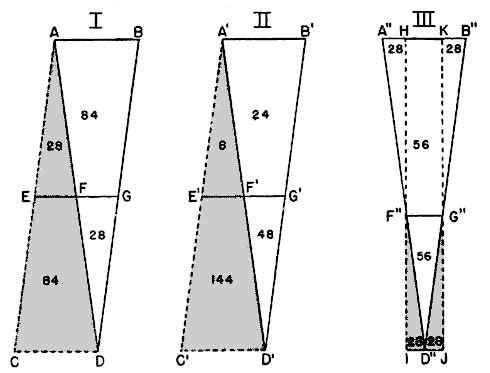 I II III
A B A' B' A" H K B"
28 28
84 24
28 8 56
E F G E' F' G' F" G"
28 48 56
84 144
28 28
C D C' D' I D" J